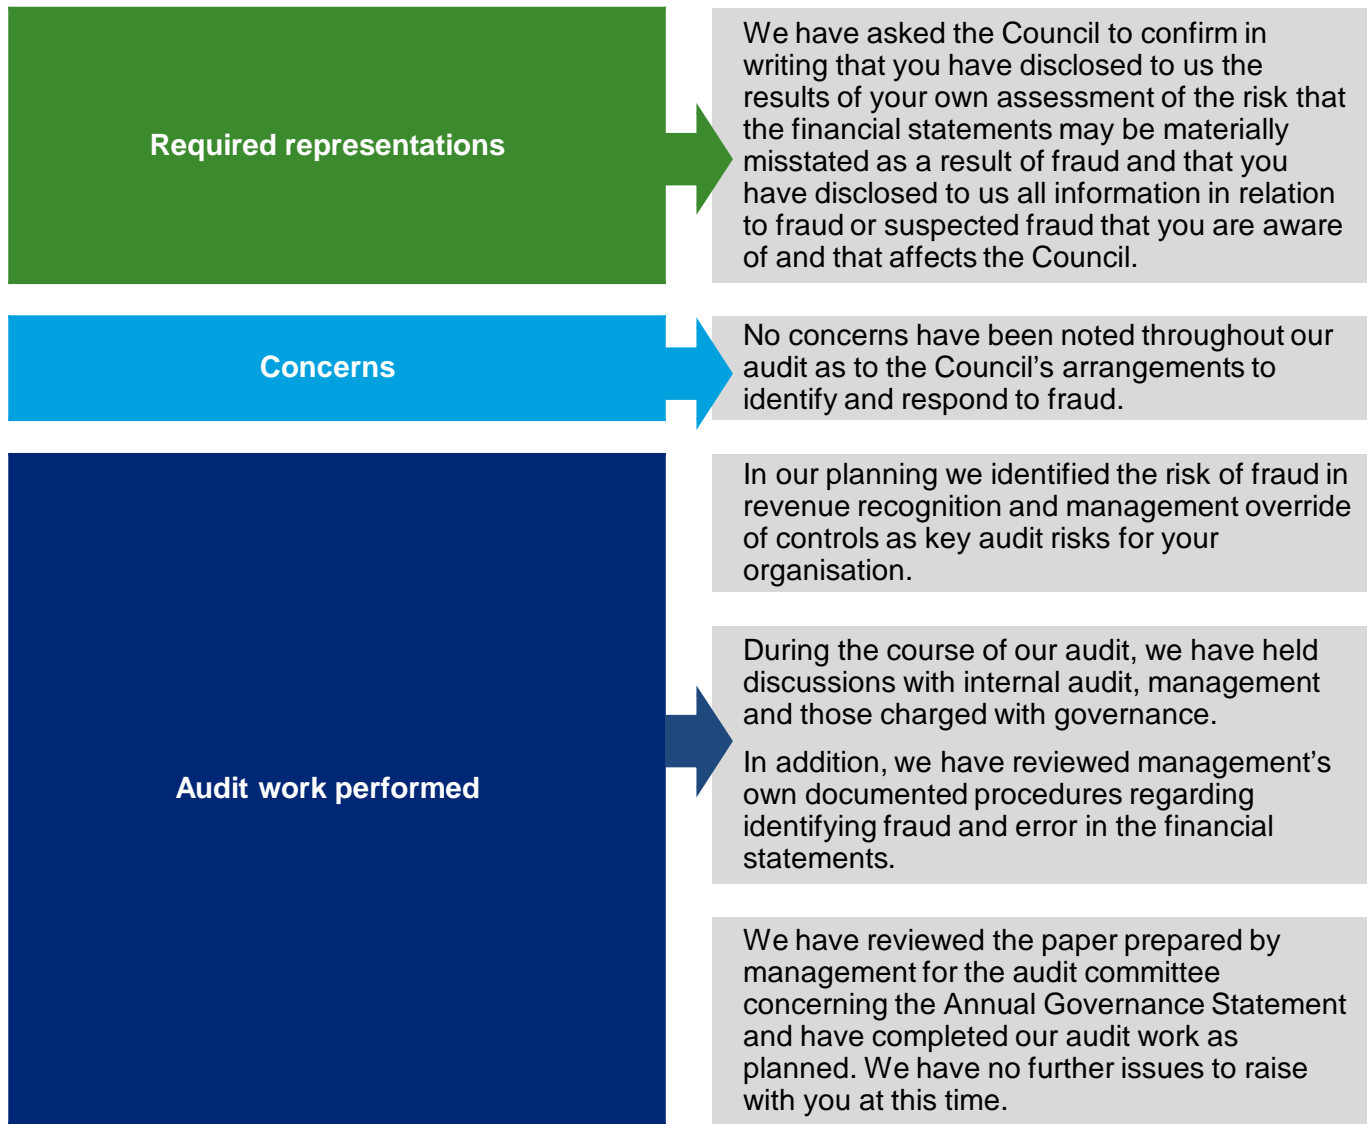 Required representations
We have asked the Council to confirm in
writing that you have disclosed to us the
results of your own assessment of the risk that
the financial statements may be materially
misstated as a result of fraud and that you
have disclosed to us all information in relation
to fraud or suspected fraud that you are aware
of and that affects the Council.
Concerns
No concerns have been noted throughout our
audit as to the Council’s arrangements to
identify and respond to fraud.
Audit work performed
In our planning we identified the risk of fraud in
revenue recognition and management override
of controls as key audit risks for your
organisation.
During the course of our audit, we have held
discussions with internal audit, management
and those charged with governance.
In addition, we have reviewed management’s
own documented procedures regarding
identifying fraud and error in the financial
statements.
We have reviewed the paper prepared by
management for the audit committee
concerning the Annual Governance Statement
and have completed our audit work as
planned. We have no further issues to raise
with you at this time.